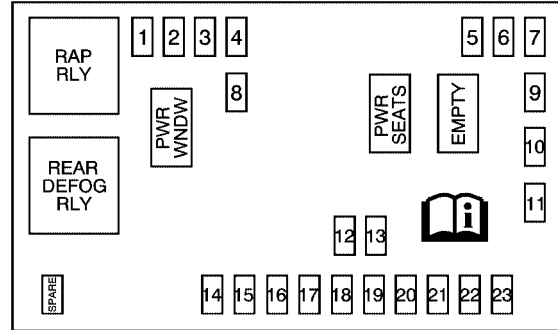 RAP
RLY
1 2 3 4
5 6 7
8
PWR
WNDW
PWR
SEATS
EMPTY
9
10
REAR
DEFOG
RLY
11
i
12 13
SPARE
14 15 16 17 18 19 20 21 22 23